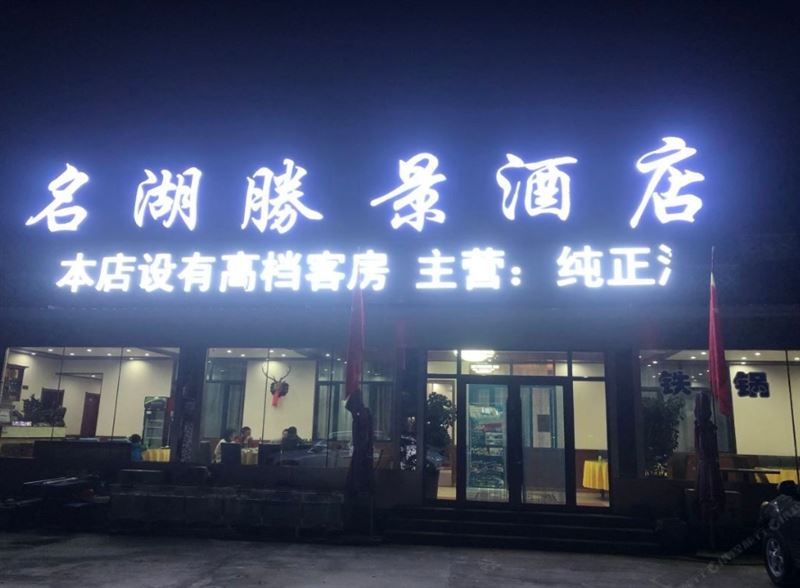 名湖勝景酒店
本店设有高档客房 主营：纯正
铁锅